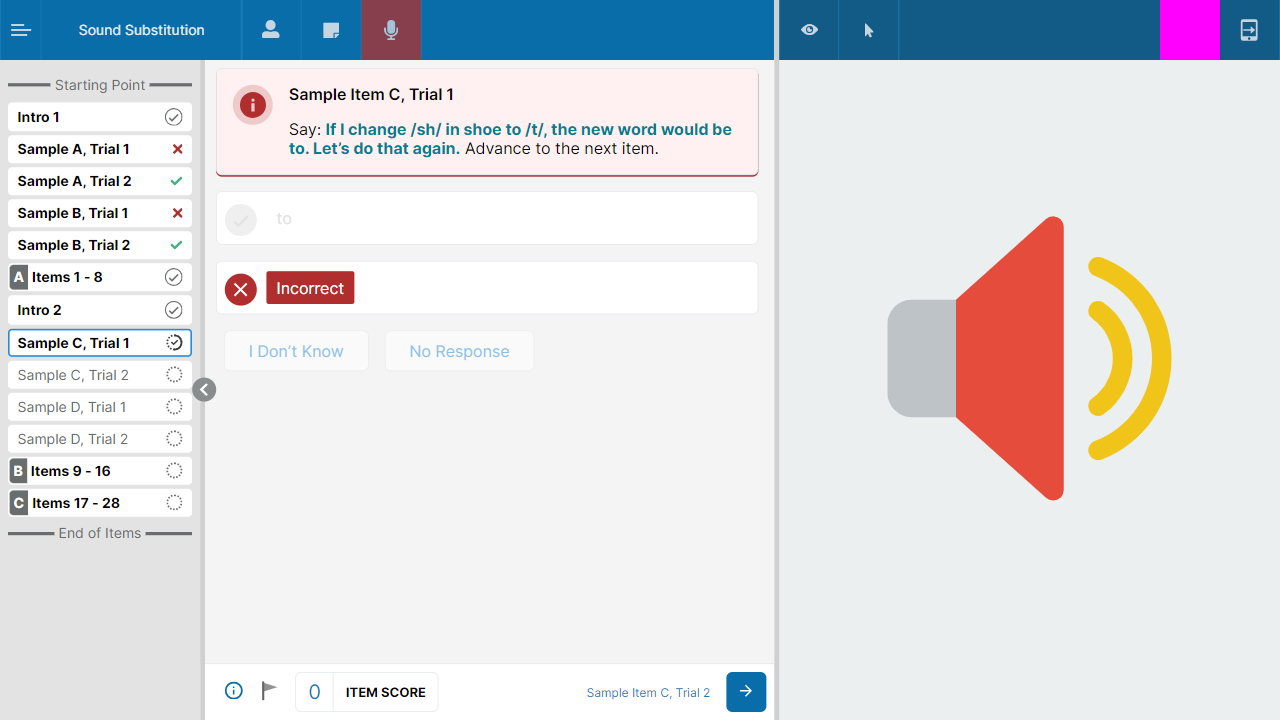 Sound Substitution
Starting Point
Intro 1
Sample A, Trial 1
Sample A, Trial 2
Sample B, Trial 1
Sample B, Trial 2
A Items 1 - 8
Intro 2
Sample C, Trial 1
Sample C, Trial 2
Sample D, Trial 1
Sample D, Trial 2
B Items 9 - 16
C Items 17 - 28
End of Items
Sample Item C, Trial 1
Say: If I change /sh/ in shoe to /t/, the new word would be
to. Let’s do that again. Advance to the next item.
to
Incorrect
I Don’t Know
No Response
0 ITEM SCORE
Sample Item C, Trial 2